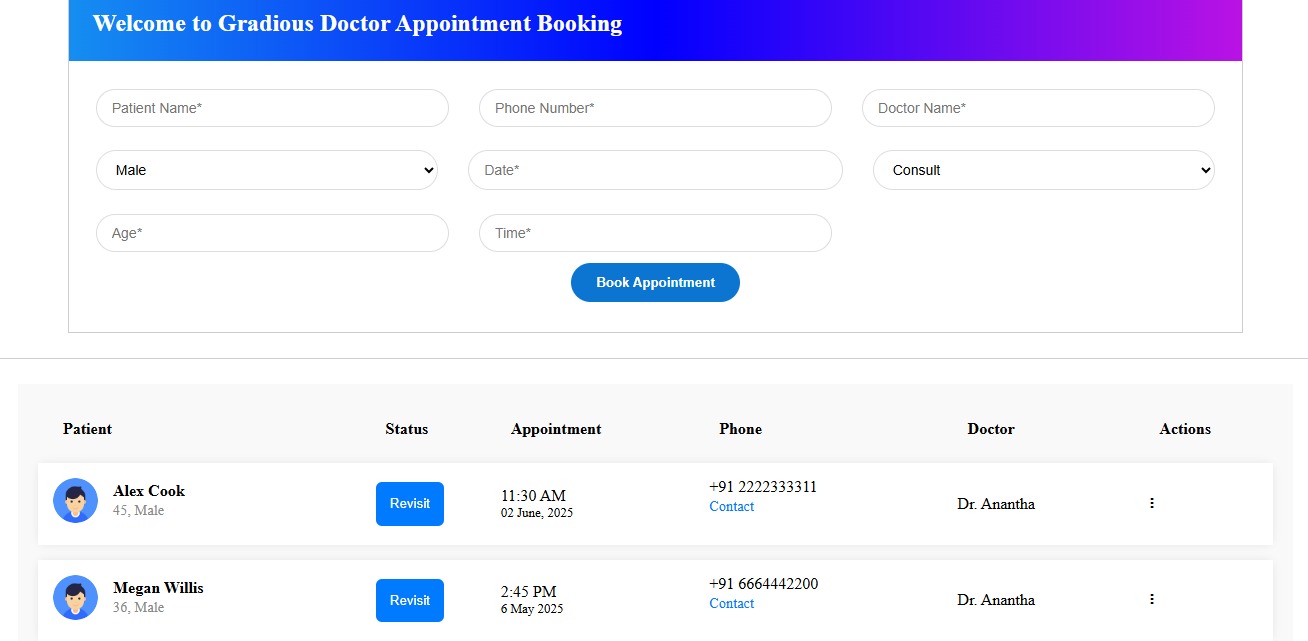 Welcome to Gradious Doctor Appointment Booking
Patient Name* Phone Number* Doctor Name*
Male Date* Consult
Age* Time*
Book Appointment
Patient Status Appointment Phone Doctor Actions
Alex Cook
45, Male
Revisit
11:30 AM
02 June, 2025
+91 2222333311
Contact
Dr. Anantha
Megan Willis
36, Male
Revisit
2:45 PM
6 May 2025
+91 6664442200
Contact
Dr. Anantha